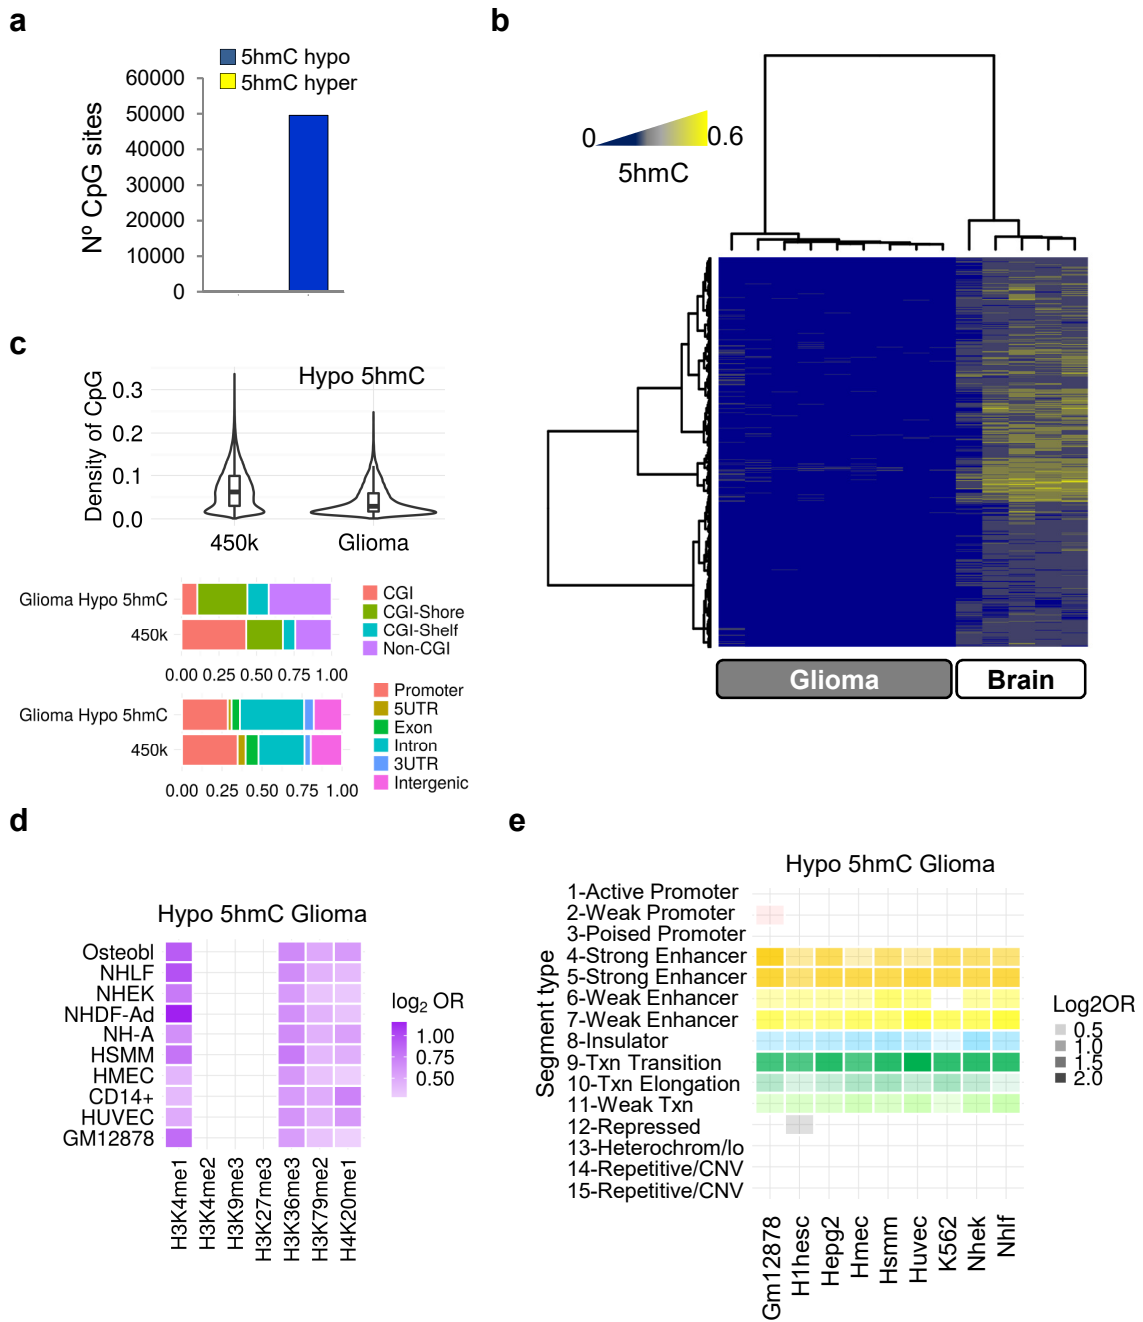 a
5hmC hypo
5hmC hyper
Nº CpG sites
60000
50000
40000
30000
20000
10000
0
b
0
0.6
5hmC
Glioma
Brain
c
Hypo 5hmC
Density of CpG
0.3
0.2
0.1
0.0
450k
Glioma
Glioma Hypo 5hmC
450k
0.00 0.25 0.50 0.75 1.00
CGI
CGI-Shore
CGI-Shelf
Non-CGI
Glioma Hypo 5hmC
450k
0.00 0.25 0.50 0.75 1.00
Promoter
5UTR
Exon
Intron
3UTR
Intergenic
d
Hypo 5hmC Glioma
Osteobl
NHLF
NHEK
NHDF-Ad
NH-A
HSMM
HMEC
CD14+
HUVEC
GM12878
H3K4me1
H3K4me2
H3K9me3
H3K27me3
H3K36me3
H3K79me2
H4K20me1
log2 OR
1.00
0.75
0.50
e
Hypo 5hmC Glioma
Segment type
1-Active Promoter
2-Weak Promoter
3-Poised Promoter
4-Strong Enhancer
5-Strong Enhancer
6-Weak Enhancer
7-Weak Enhancer
8-Insulator
9-Txn Transition
10-Txn Elongation
11-Weak Txn
12-Repressed
13-Heterochrom/lo
14-Repetitive/CNV
15-Repetitive/CNV
Gm12878
H1hesc
Hepg2
Hmec
Hsmm
Huvec
K562
Nhek
Nhlf
Log2OR
0.5
1.0
1.5
2.0